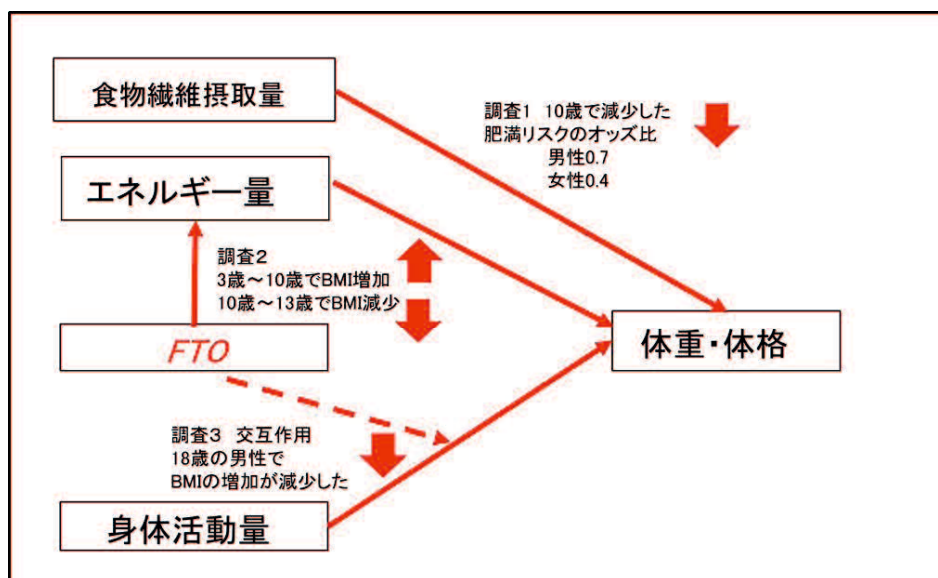 食物繊維摂取量
調査1 10歳で減少した
肥満リスクのオッズ比
男性0.7
女性0.4
エネルギー量
調査2
3歳～10歳でBMI増加
10歳～13歳でBMI減少
FTO
体重・体格
調査3 交互作用
18歳の男性で
BMIの増加が減少した
身体活動量